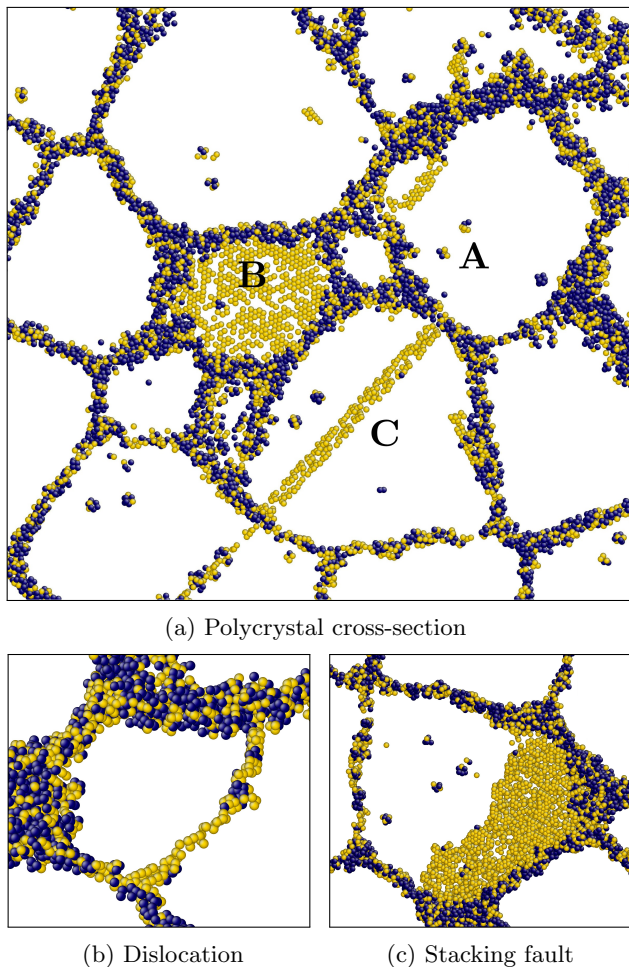 A
B
C
(a) Polycrystal cross-section
(b) Dislocation
(c) Stacking fault